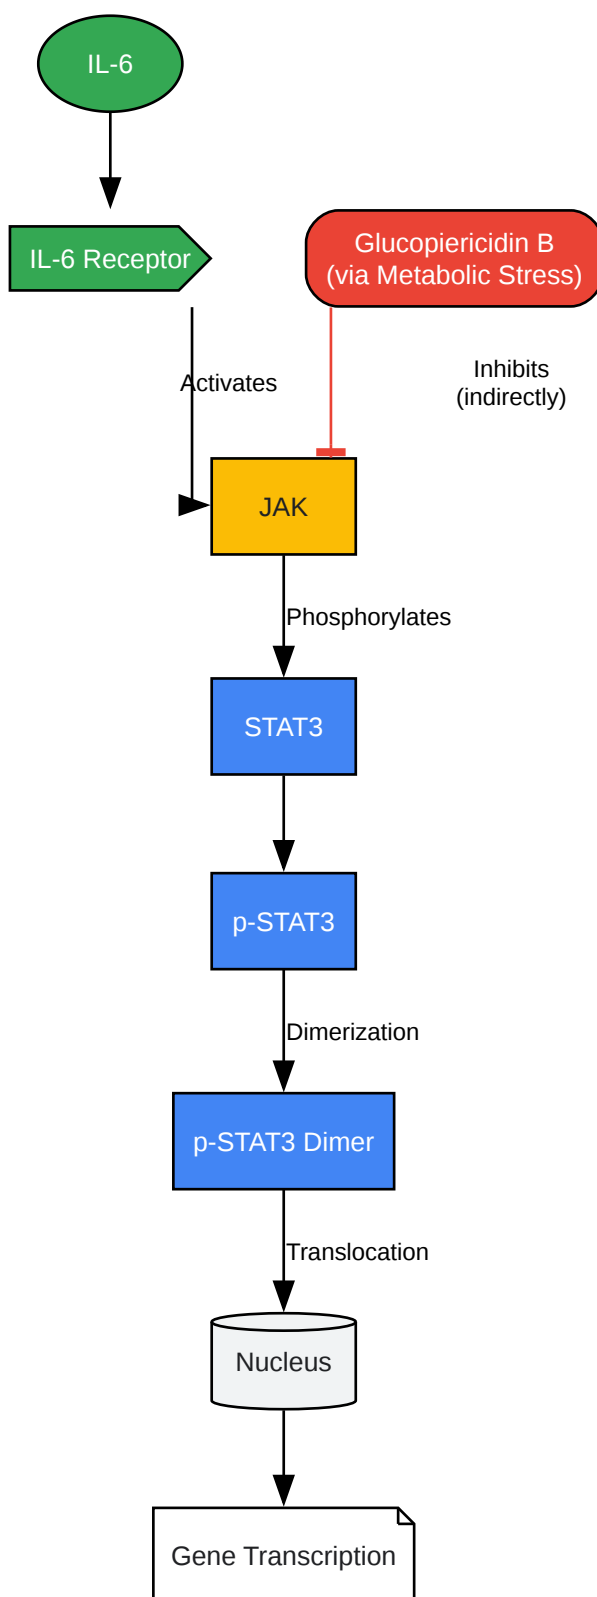 IL-6
IL-6 Receptor
Glucopiericidin B
(via Metabolic Stress)
Activates
Inhibits
(indirectly)
JAK
Phosphorylates
STAT3
p-STAT3
Dimerization
p-STAT3 Dimer
Translocation
Nucleus
Gene Transcription